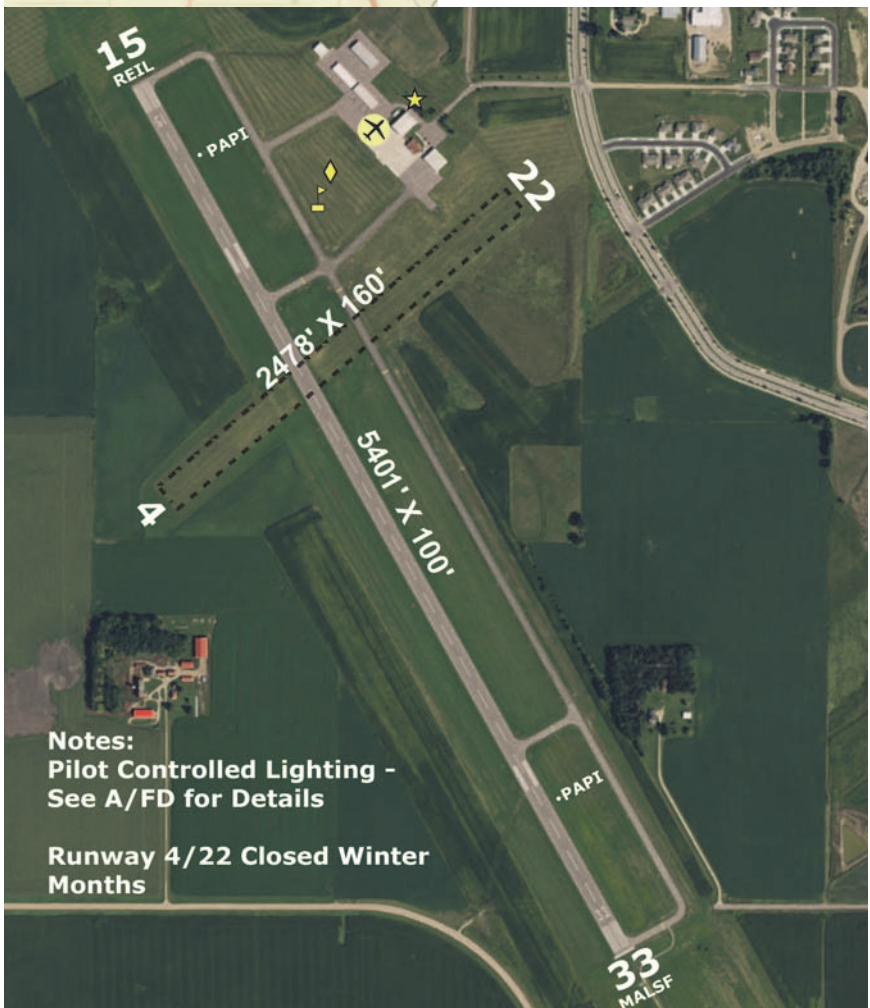 15
REIL
PAPI
22
2478' X 160'
4
5401' X 100'
Notes:
Pilot Controlled Lighting -
See A/FD for Details
PAPI
Runway 4/22 Closed Winter
Months
33
MALSF